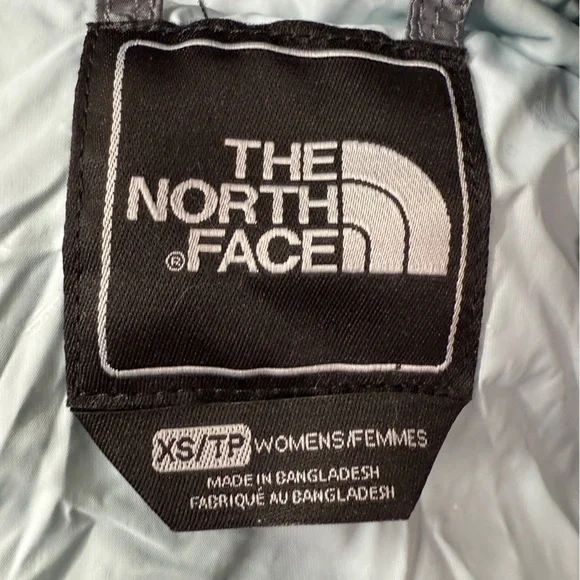 THE
NORTH
®FACE
XS/TP WOMENS/FEMMES
MADE IN BANGLADESH
FABRIQUÉ AU BANGLADESH